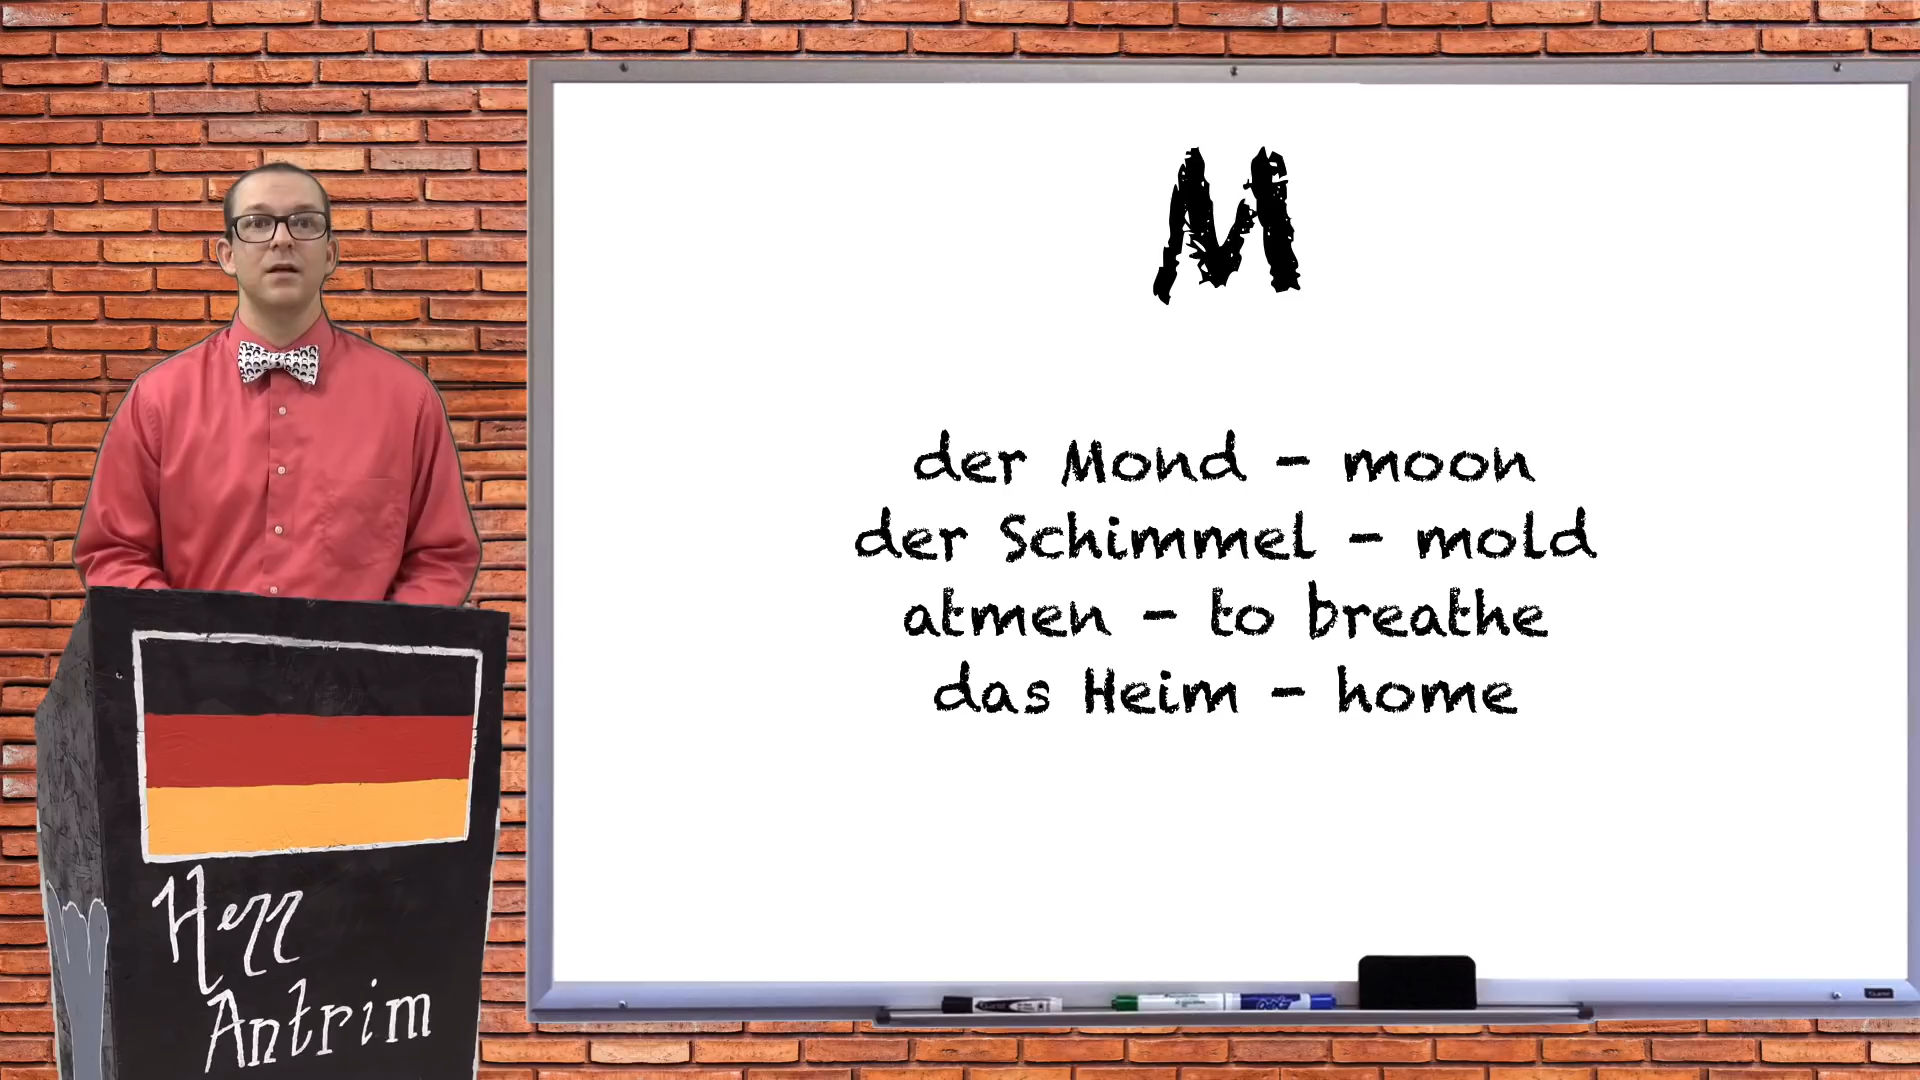 M
der Mond - moon
der Schimmel - mold
atmen - to breathe
das Heim - home
Herr
Antrim